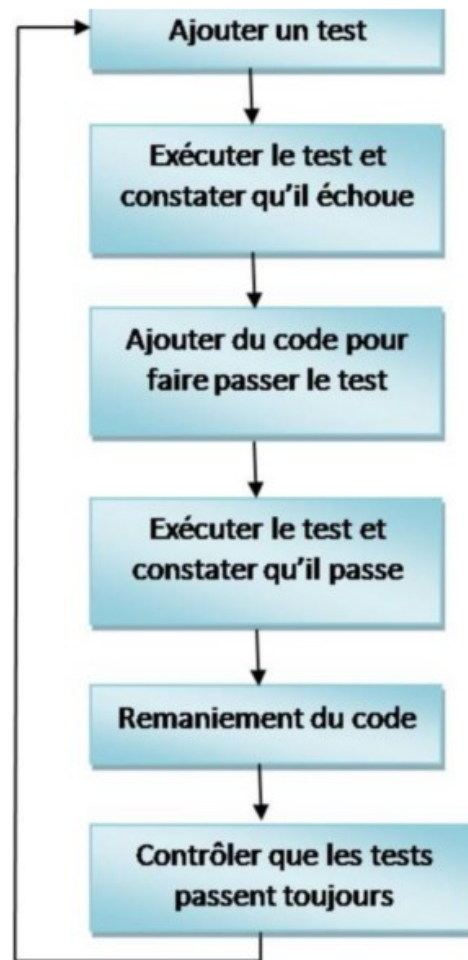 Ajouter un test
Exécuter le test et
constater qu’il échoue
Ajouter du code pour
faire passer le test
Exécuter le test et
constater qu’il passe
Remaniement du code
Contrôler que les tests
passent toujours